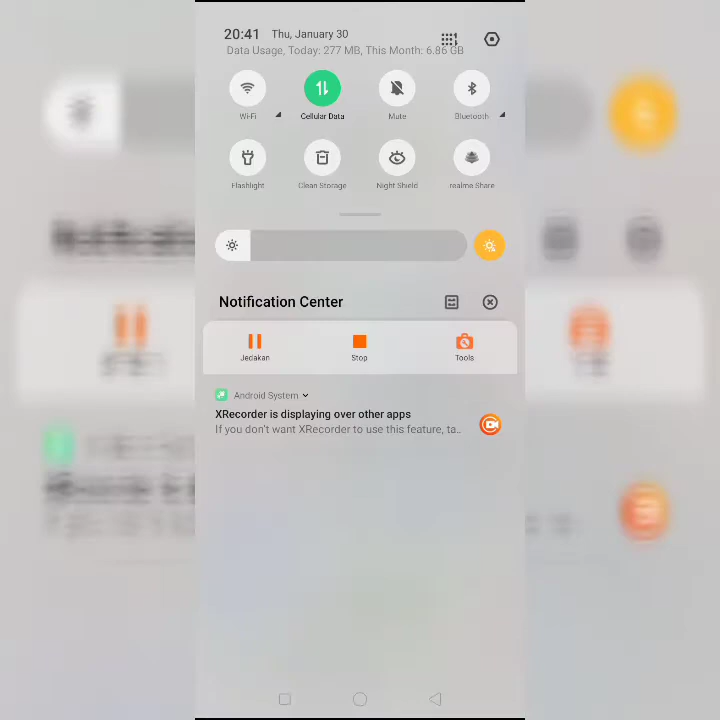 20:41 Thu, January 30
Data Usage, Today: 277 MB, This Month: 6.86 GB
Wi-Fi Cellular Data Mute Bluetooth
Flashlight Clean Storage Night Shield realme Share
Notification Center
Jedakan Stop Tools
Android System
XRecorder is displaying over other apps
If you don't want XRecorder to use this feature, ta..